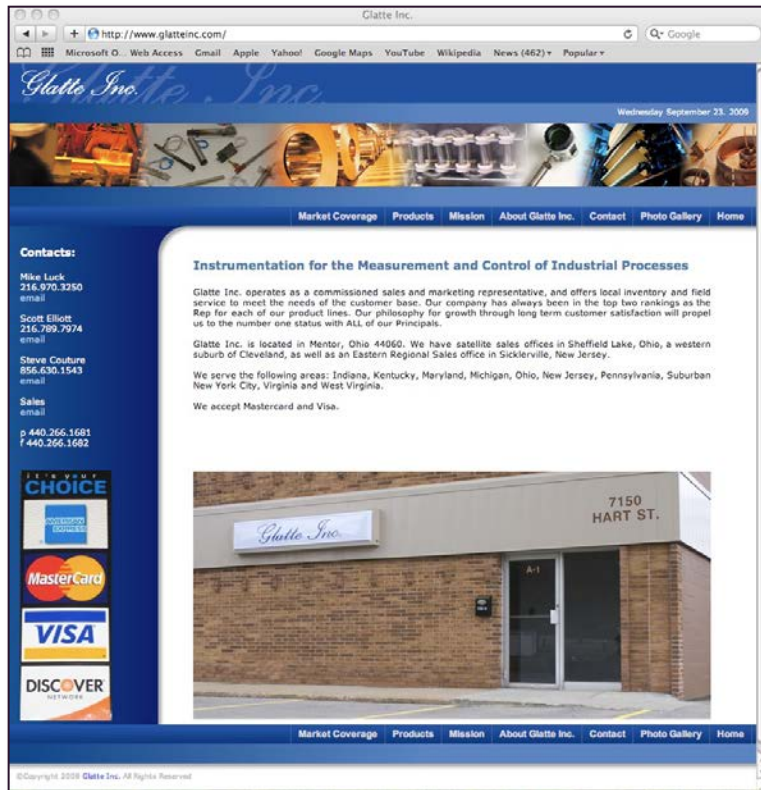 Glatte Inc.
http://www.glatteinc.com/
Google
Microsoft O... Web Access Gmail Apple Yahoo! Google Maps YouTube Wikipedia News (462) Popular
Glatte Inc.
Glatte Inc.
Wednesday September 23, 2009
Market Coverage Products Mission About Glatte Inc. Contact Photo Gallery Home
Contacts:
Mike Luck
216.970.3250
email
Scott Elliott
216.789.7974
email
Steve Couture
856.630.1543
email
Sales
email
p 440.266.1681
f 440.266.1682
IT'S YOUR
CHOICE
AMERICAN
EXPRESS
MasterCard
VISA
DISCOVER
NETWORK
Instrumentation for the Measurement and Control of Industrial Processes
Glatte Inc. operates as a commissioned sales and marketing representative, and offers local inventory and field
service to meet the needs of the customer base. Our company has always been in the top two rankings as the
Rep for each of our product lines. Our philosophy for growth through long term customer satisfaction will propel
us to the number one status with ALL of our Principals.
Glatte Inc. is located in Mentor, Ohio 44060. We have satellite sales offices in Sheffield Lake, Ohio, a western
suburb of Cleveland, as well as an Eastern Regional Sales office in Sicklerville, New Jersey.
We serve the following areas: Indiana, Kentucky, Maryland, Michigan, Ohio, New Jersey, Pennsylvania, Suburban
New York City, Virginia and West Virginia.
We accept Mastercard and Visa.
7150
HART ST.
Glatte Inc.
A-1
Market Coverage Products Mission About Glatte Inc. Contact Photo Gallery Home
©Copyright 2008 Glatte Inc. All Rights Reserved